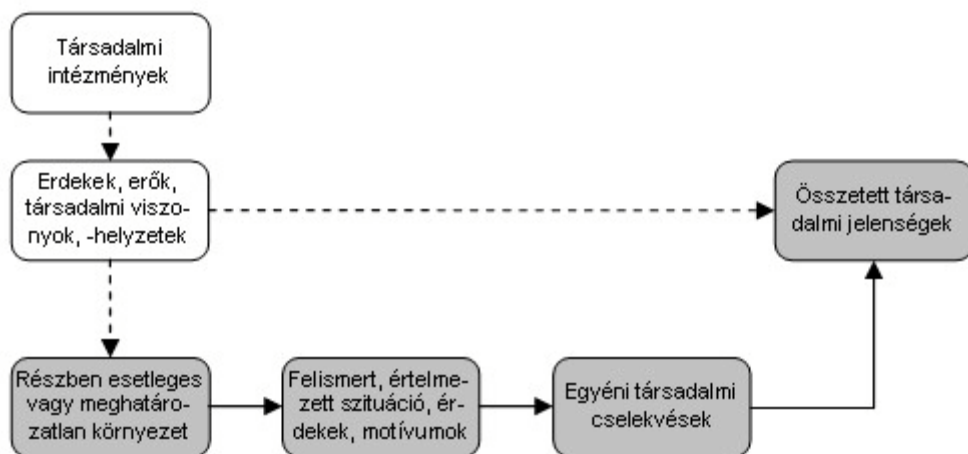 Társadalmi
intézmények
Erdekek, erők,
társadalmi viszo-
nyok, -helyzetek
Összetett társa-
dalmi jelenségek
Részben esetleges
vagy meghatáro-
zatlan környezet
Felismert, értelme-
zett szituáció, ér-
dekek, motívumok
Egyéni társadalmi
cselekvések